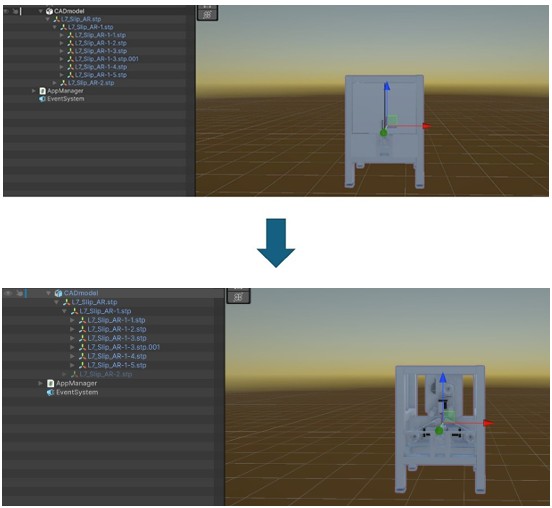 CADmodel
L7_Slip_AR.stp
L7_Slip_AR-1.stp
L7_Slip_AR-1-1.stp
L7_Slip_AR-1-2.stp
L7_Slip_AR-1-3.stp
L7_Slip_AR-1-3.stp.001
L7_Slip_AR-1-4.stp
L7_Slip_AR-1-5.stp
L7_Slip_AR-2.stp
AppManager
EventSystem
CADmodel
L7_Slip_AR.stp
L7_Slip_AR-1.stp
L7_Slip_AR-1-1.stp
L7_Slip_AR-1-2.stp
L7_Slip_AR-1-3.stp
L7_Slip_AR-1-3.stp.001
L7_Slip_AR-1-4.stp
L7_Slip_AR-1-5.stp
L7_Slip_AR-2.stp
AppManager
EventSystem